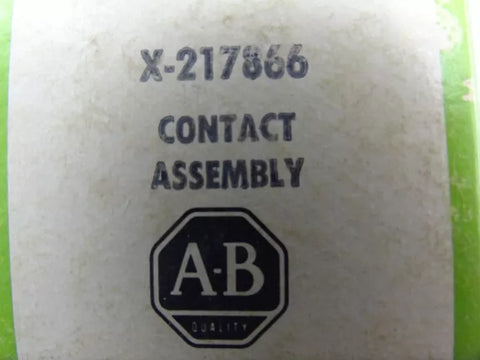 X-217866
CONTACT
ASSEMBLY
A-B
QUALITY